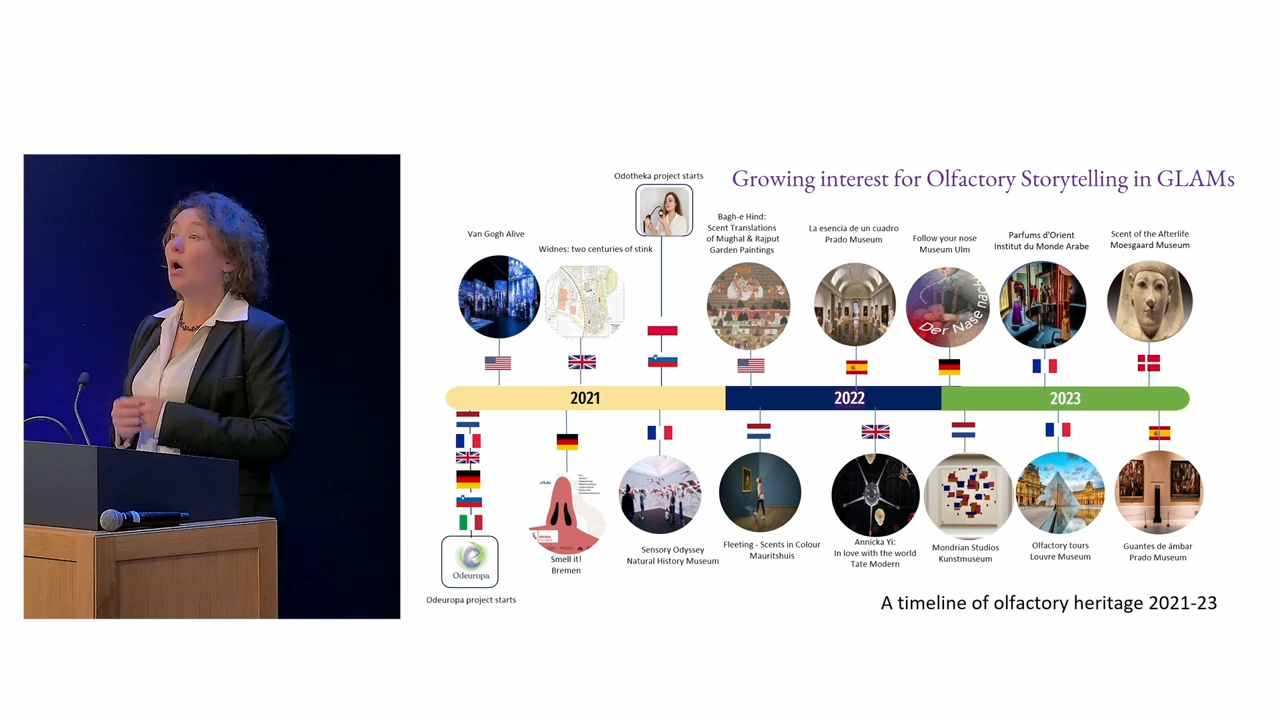 Growing interest for Olfactory Storytelling in GLAMs
Odotheka project starts
Van Gogh Alive
Widnes: two centuries of stink
Bagh-e Hind:
Scent Translations
of Mughal & Rajput
Garden Paintings
La esencia de un cuadro
Prado Museum
Follow your nose
Museum Ulm
Der Nase nach
Parfums d'Orient
Institut du Monde Arabe
Scent of the Afterlife
Moesgaard Museum
2021
2022
2023
Odeuropa
Odeuropa project starts
Smell it!
Bremen
Sensory Odyssey
Natural History Museum
Fleeting - Scents in Colour
Mauritshuis
Annicka Yi:
In love with the world
Tate Modern
Mondrian Studios
Kunstmuseum
Olfactory tours
Louvre Museum
Guantes de ámbar
Prado Museum
A timeline of olfactory heritage 2021-23